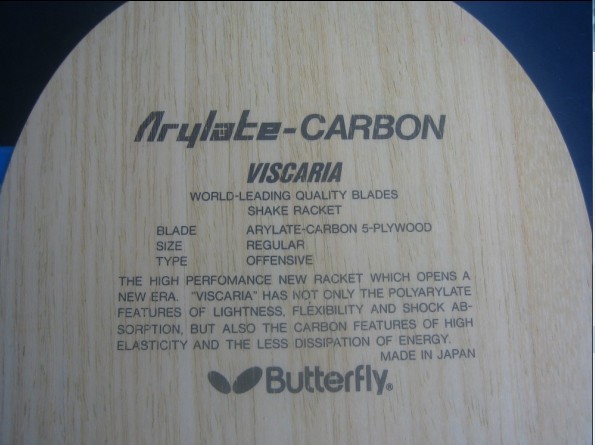 Arylate-CARBON
VISCARIA
WORLD-LEADING QUALITY BLADES
SHAKE RACKET
BLADE ARYLATE-CARBON 5-PLYWOOD
SIZE REGULAR
TYPE OFFENSIVE
THE HIGH PERFOMANCE NEW RACKET WHICH OPENS A
NEW ERA. "VISCARIA" HAS NOT ONLY THE POLYARYLATE
FEATURES OF LIGHTNESS, FLEXIBILITY AND SHOCK AB-
SORPTION, BUT ALSO THE CARBON FEATURES OF HIGH
ELASTICITY AND THE LESS DISSIPATION OF ENERGY.
MADE IN JAPAN
Butterfly®